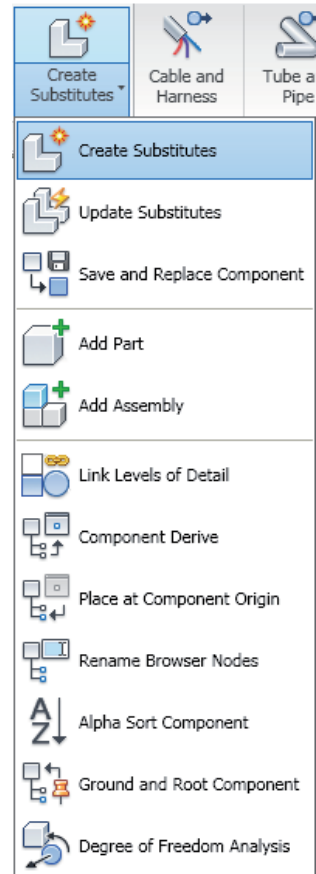 Create
Substitutes
Cable and
Harness
Tube a
Pipe
Create Substitutes
Update Substitutes
Save and Replace Component
Add Part
Add Assembly
Link Levels of Detail
Component Derive
Place at Component Origin
Rename Browser Nodes
A
Z
Alpha Sort Component
Ground and Root Component
Degree of Freedom Analysis